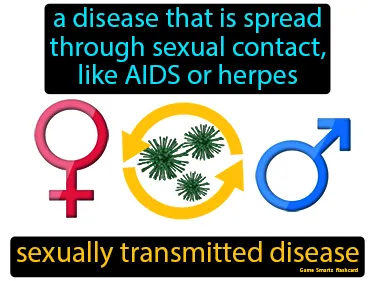 a disease that is spread
through sexual contact,
like AIDS or herpes
sexually transmitted disease
Game Smartz flashcard